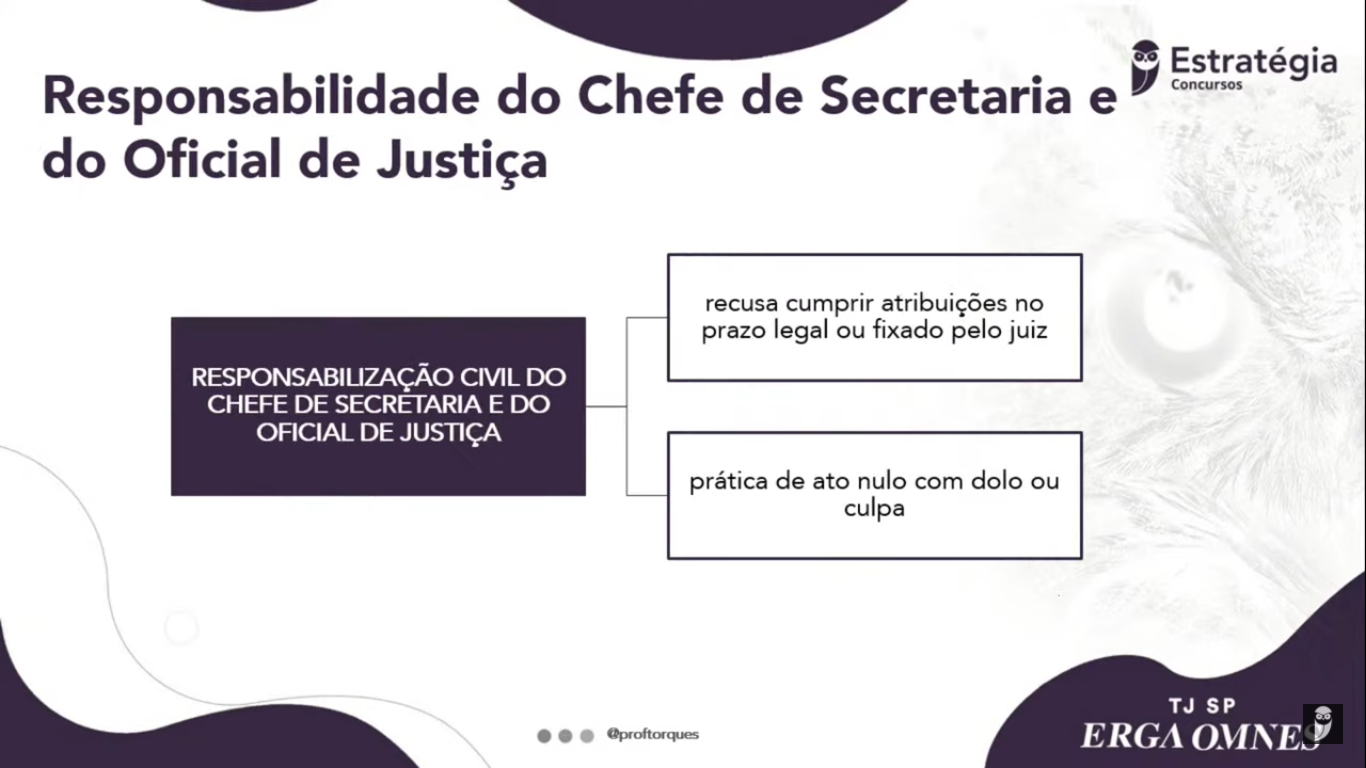 Responsabilidade do Chefe de Secretaria e
do Oficial de Justiça
Estratégia
Concursos
RESPONSABILIZAÇÃO CIVIL DO
CHEFE DE SECRETARIA E DO
OFICIAL DE JUSTIÇA
recusa cumprir atribuições no
prazo legal ou fixado pelo juiz
prática de ato nulo com dolo ou
culpa
@proftorques
TJ SP
ERGA OMNES